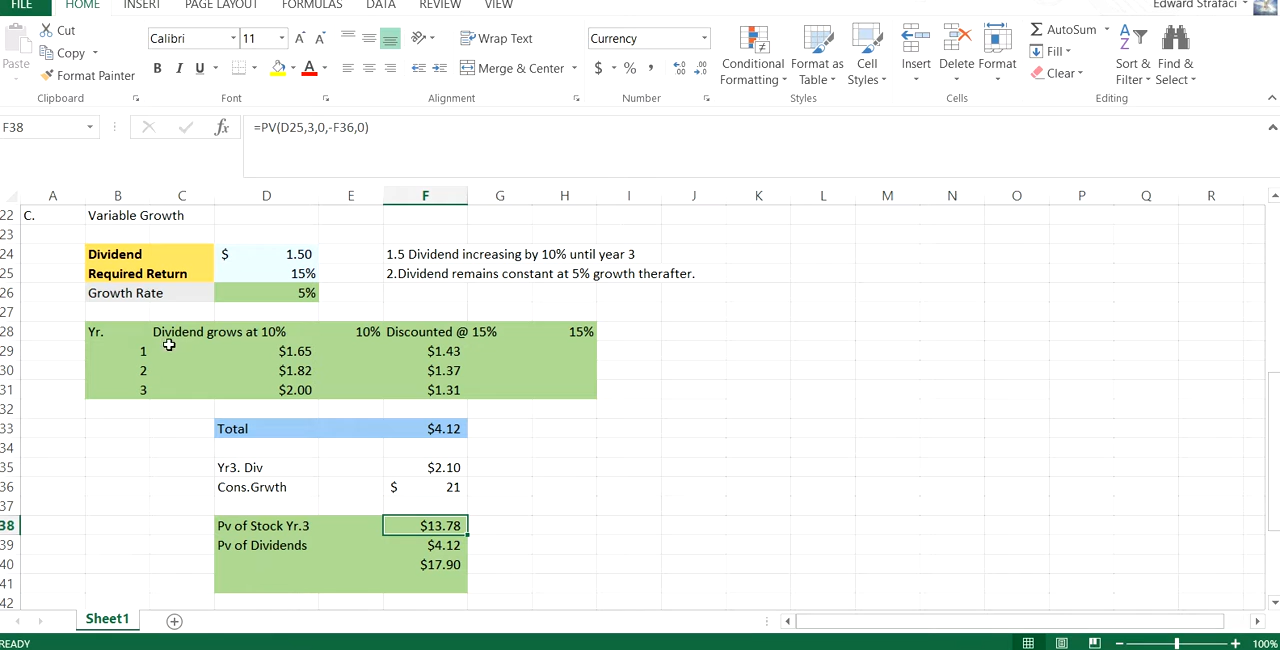 FILE HOME INSERT PAGE LAYOUT FORMULAS DATA REVIEW VIEW Edward Strafaci
Paste Cut Copy Format Painter
Calibri 11 B I U
Wrap Text Merge & Center
Currency $ % ,
Conditional Formatting Format as Table Cell Styles
Insert Delete Format
AutoSum Fill Clear Sort & Filter Find & Select
Clipboard Font Alignment Number Styles Cells Editing
F38 fx =PV(D25,3,0,-F36,0)
A B C D E F G H I J K L M N O P Q R
22 C. Variable Growth
23
24 Dividend $ 1.50 1.5 Dividend increasing by 10% until year 3
25 Required Return 15% 2.Dividend remains constant at 5% growth therafter.
26 Growth Rate 5%
27
28 Yr. Dividend grows at 10% 10% Discounted @ 15% 15%
29 1 $1.65 $1.43
30 2 $1.82 $1.37
31 3 $2.00 $1.31
32
33 Total $4.12
34
35 Yr3. Div $2.10
36 Cons.Grwth $ 21
37
38 Pv of Stock Yr.3 $13.78
39 Pv of Dividends $4.12
40 $17.90
41
42
Sheet1
READY 100%